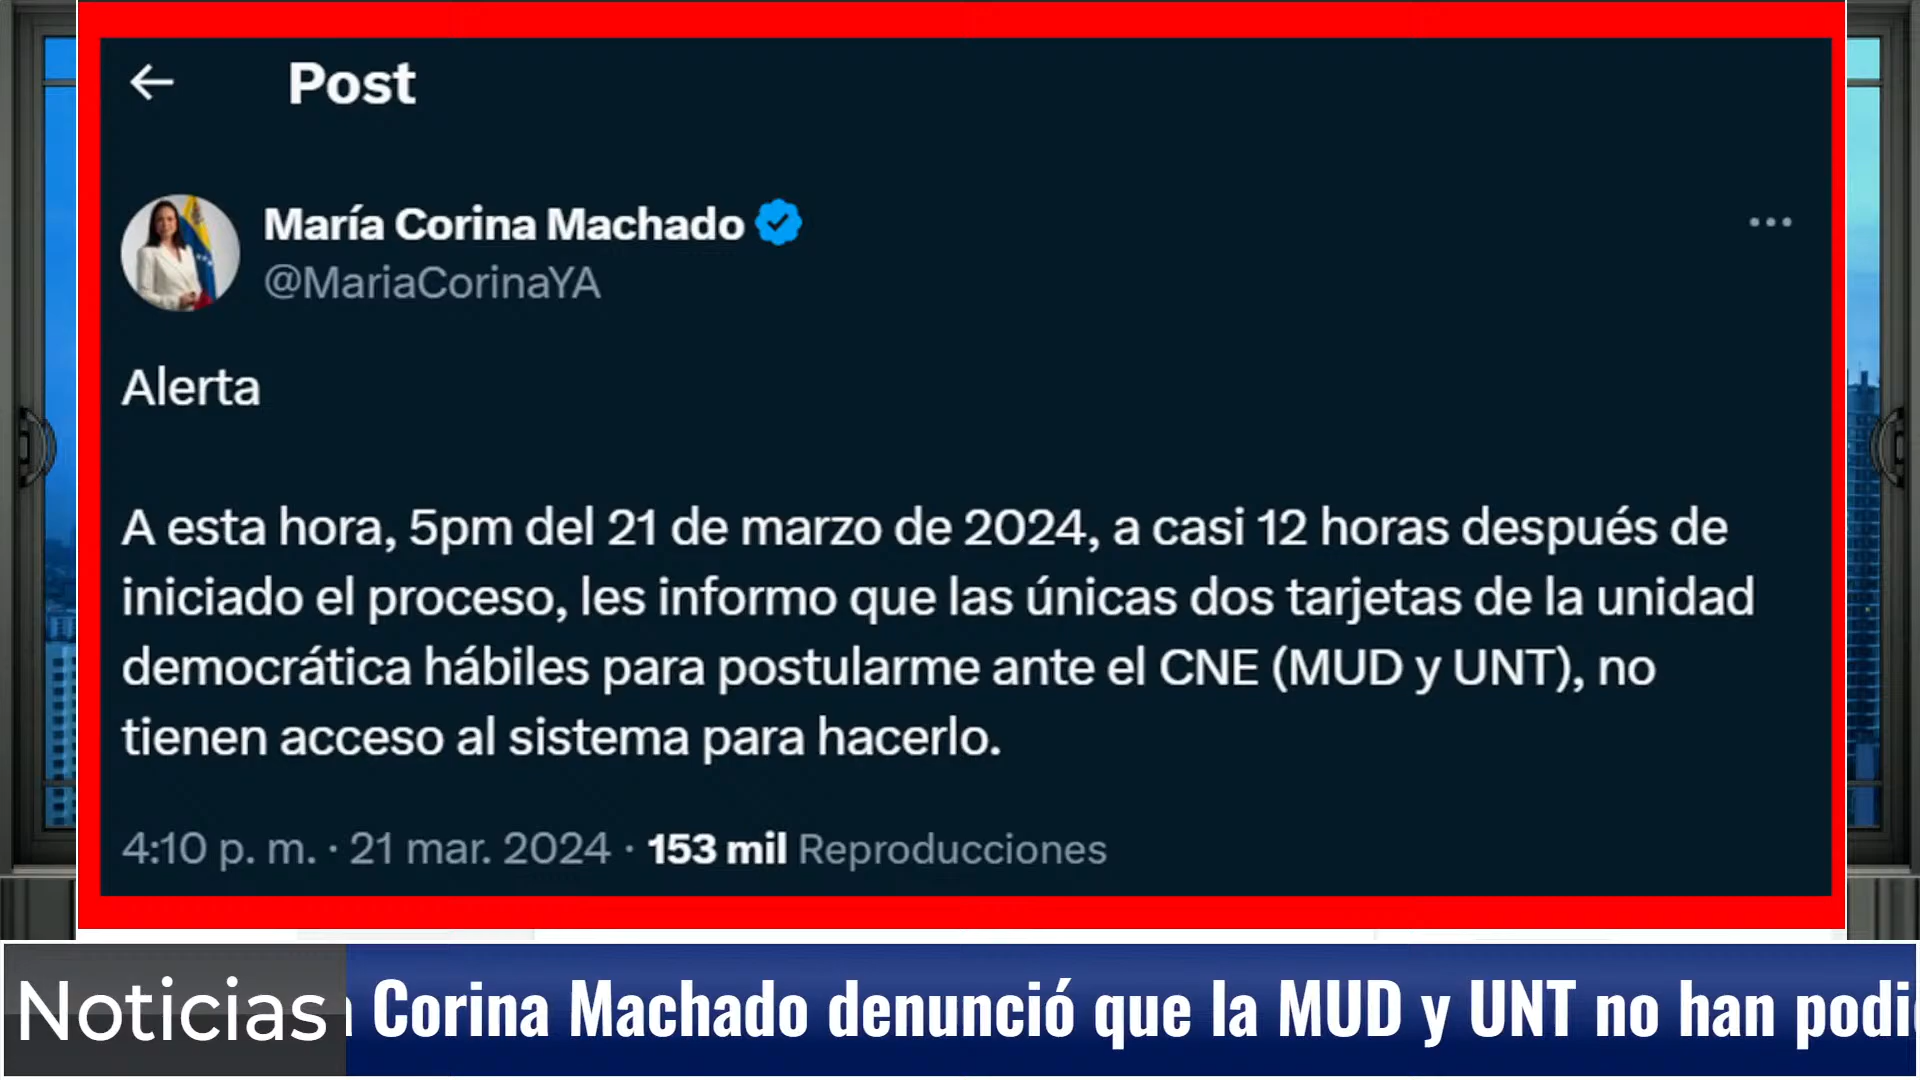 Post
María Corina Machado
@MariaCorinaYA
Alerta
A esta hora, 5pm del 21 de marzo de 2024, a casi 12 horas después de
iniciado el proceso, les informo que las únicas dos tarjetas de la unidad
democrática hábiles para postularme ante el CNE (MUD y UNT), no
tienen acceso al sistema para hacerlo.
4:10 p. m. · 21 mar. 2024 · 153 mil Reproducciones
Noticias Corina Machado denunció que la MUD y UNT no han